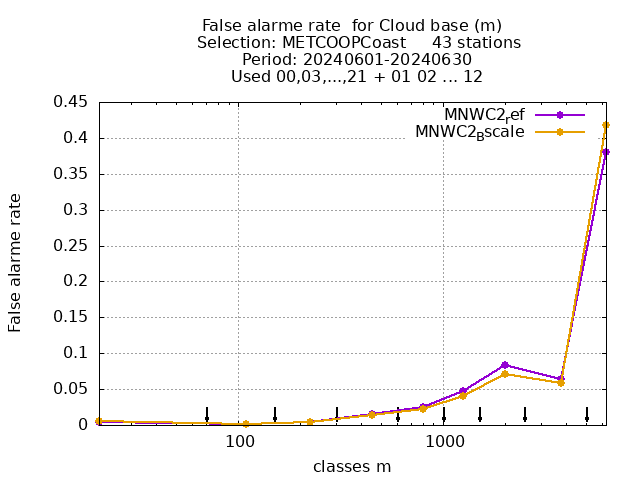 False alarme rate  for Cloud base (m)
Selection: METCOOPCoast     43 stations
Period: 20240601-20240630
Used 00,03,...,21 + 01 02 ... 12
MNWC2ref
MNWC2Bscale
0.45
0.4
0.35
0.3
0.25
0.2
0.15
0.1
0.05
0
False alarme rate
100
1000
classes m